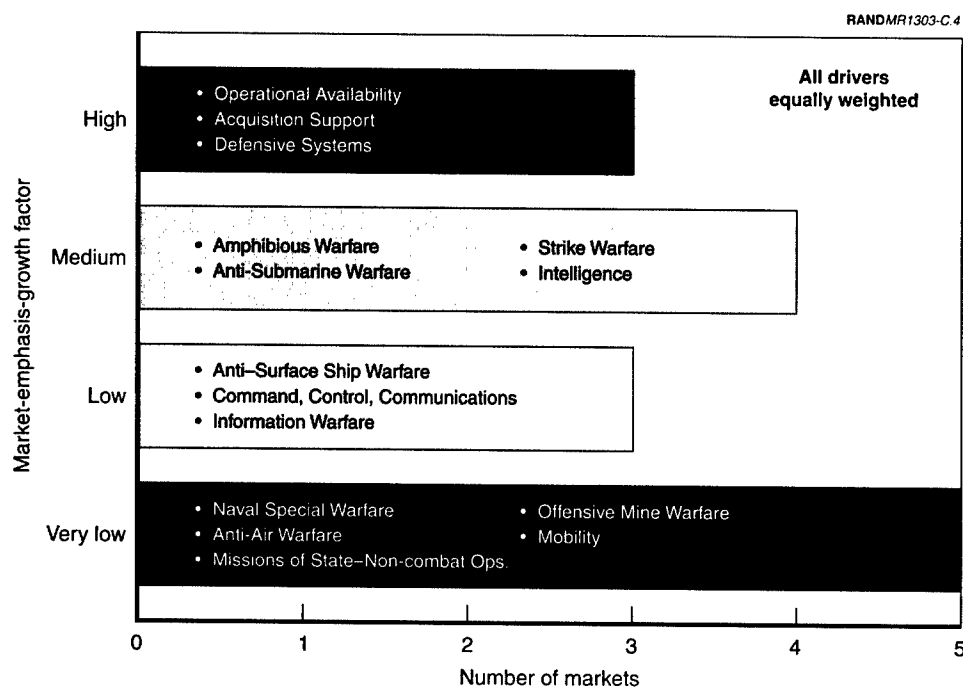 RANDMR1303-C.4
All drivers
equally weighted
Market-emphasis-growth factor
High
• Operational Availability
• Acquisition Support
• Defensive Systems
Medium
• Amphibious Warfare
• Anti-Submarine Warfare
• Strike Warfare
• Intelligence
Low
• Anti–Surface Ship Warfare
• Command, Control, Communications
• Information Warfare
Very low
• Naval Special Warfare
• Anti-Air Warfare
• Missions of State–Non-combat Ops.
• Offensive Mine Warfare
• Mobility
0 1 2 3 4 5
Number of markets